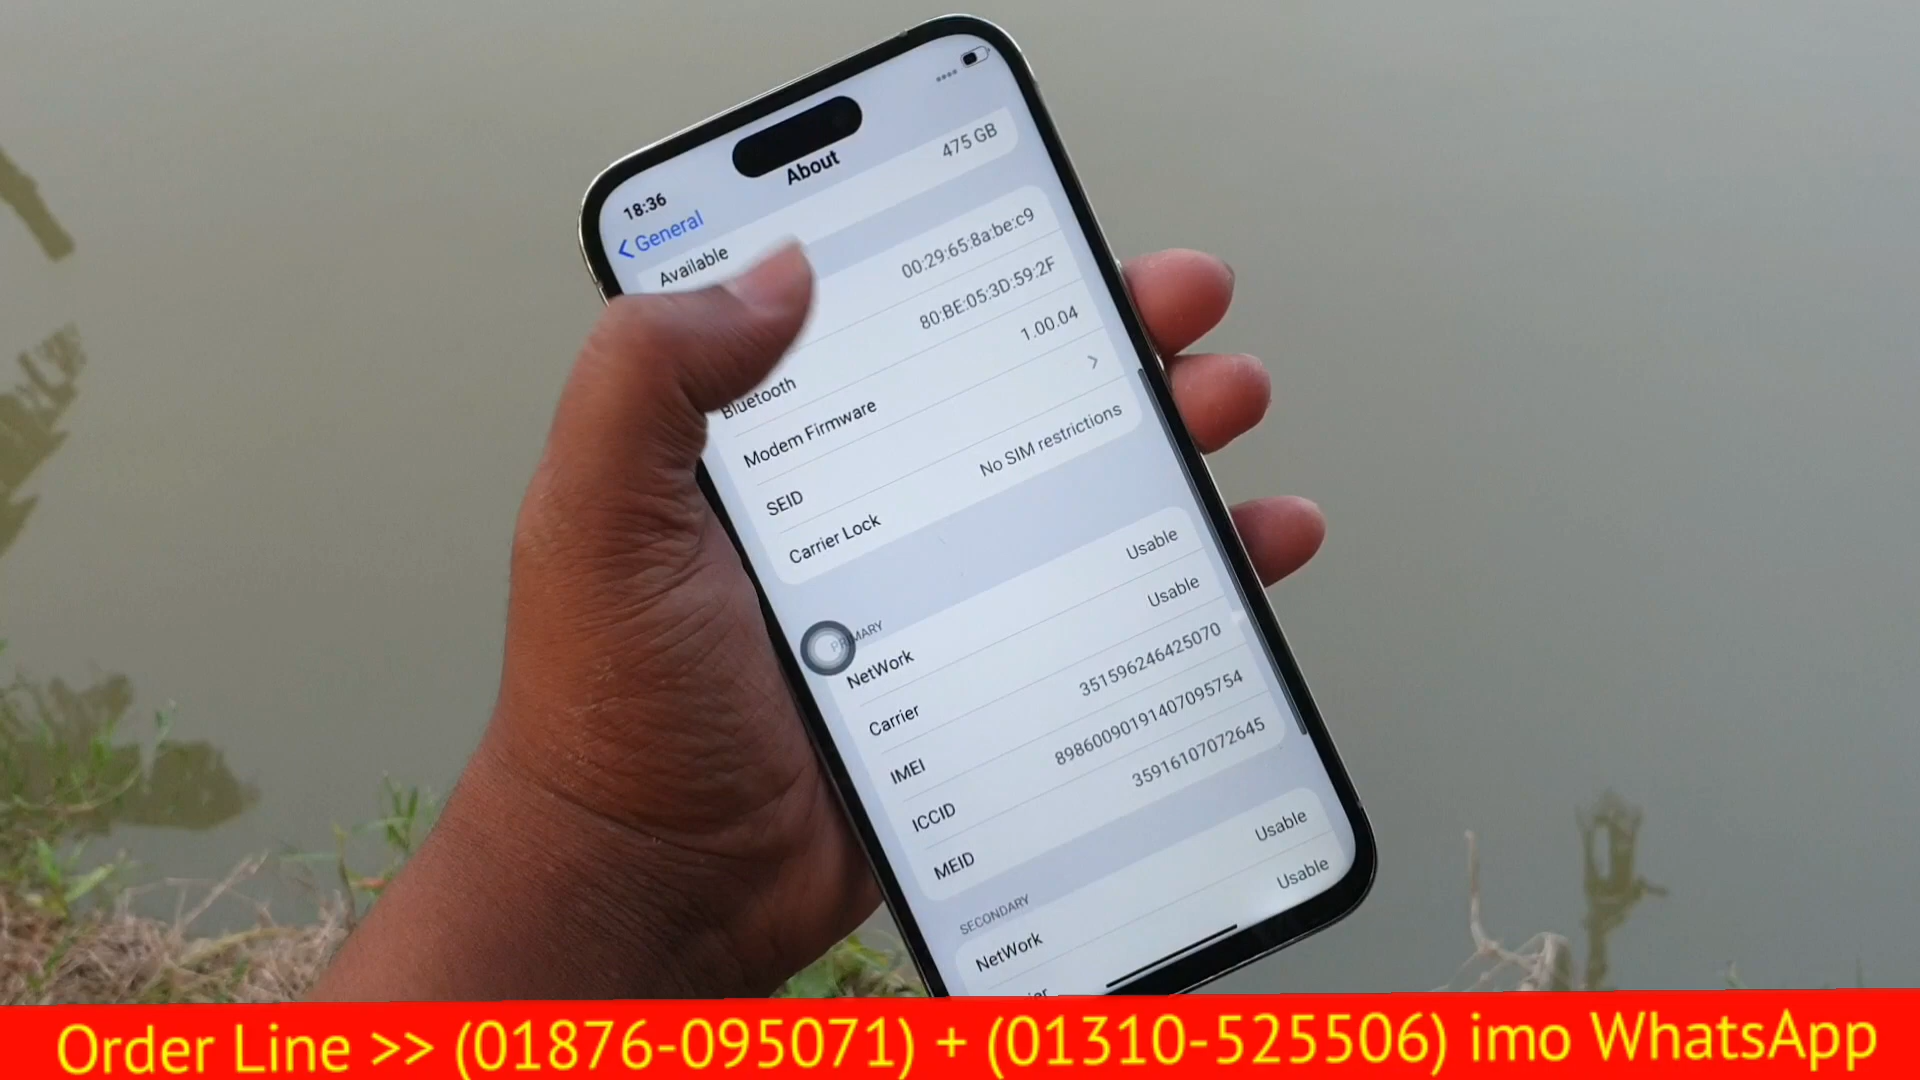 18:36
About
General
Available 475 GB
00:29:65:8a:be:c9
Bluetooth 80:BE:05:3D:59:2F
Modem Firmware 1.00.04
SEID
Carrier Lock No SIM restrictions
PRIMARY
NetWork Usable
Carrier Usable
IMEI 351596246425070
ICCID 89860090191407095754
MEID 35916107072645
SECONDARY
NetWork Usable
Usable
Order Line >> (01876-095071) + (01310-525506) imo WhatsApp